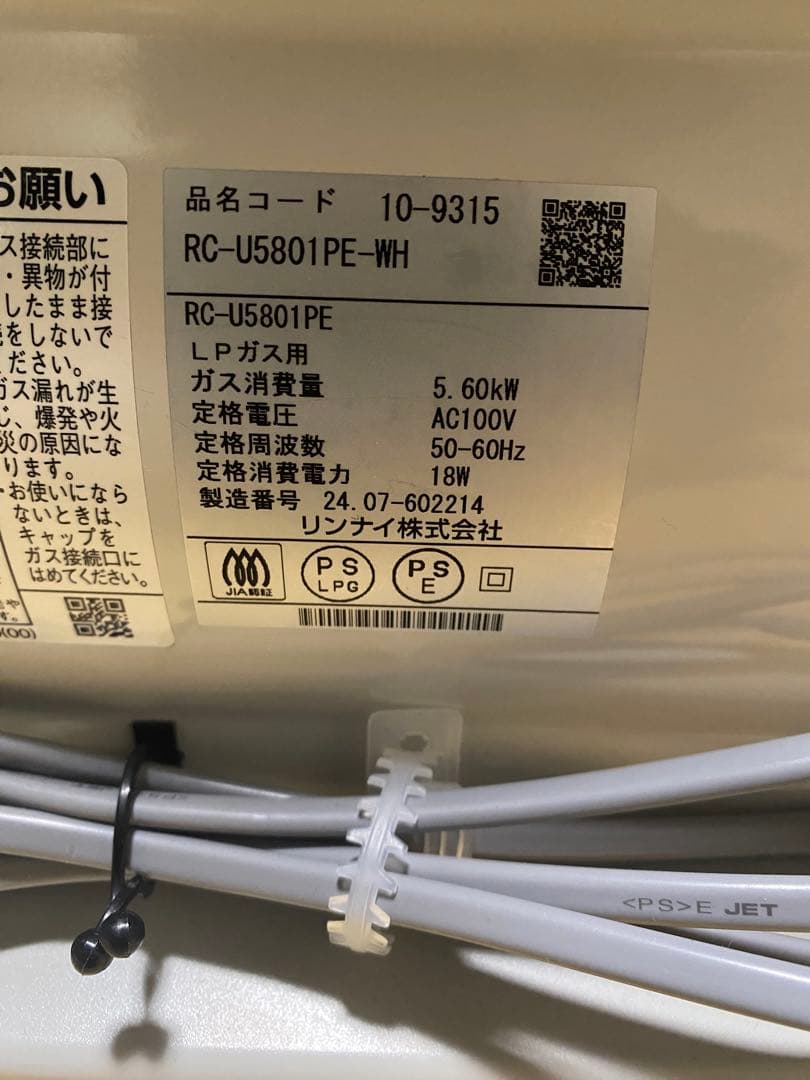 お願い
ス接続部に
・異物が付
したまま接
をしないで
ください。
ガス漏れが生
じ、爆発や火
災の原因にな
ります。
お使いになら
ないときは、
キャップを
ガス接続口に
はめてください。
(00)
品名コード 10-9315
RC-U5801PE-WH
RC-U5801PE
LPガス用
ガス消費量 5.60kW
定格電圧 AC100V
定格周波数 50-60Hz
定格消費電力 18W
製造番号 24.07-602214
リンナイ株式会社
JIA認証
PS LPG
PS E
<PS>E JET